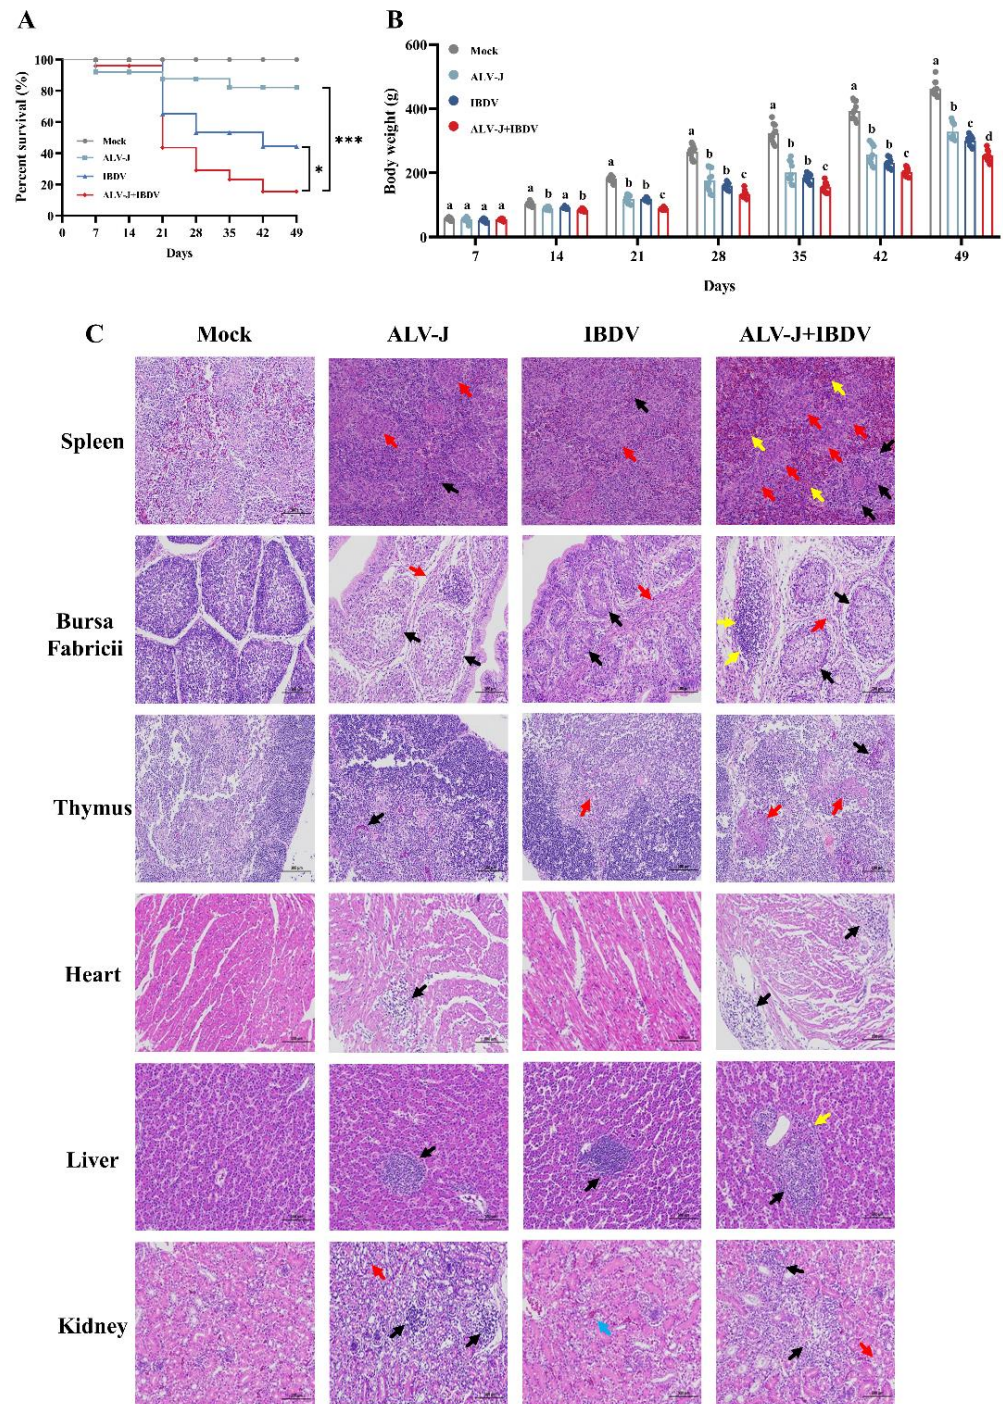 A
Percent survival (%)
100
80
60
40
20
0
0 7 14 21 28 35 42 49
Days
Mock
ALV-J
IBDV
ALV-J+IBDV
*
***
B
Body weight (g)
600
400
200
0
Mock
ALV-J
IBDV
ALV-J+IBDV
a a a a
a b a b
a b b c
a b b c
a b b c
a b b c
a b c d
7 14 21 28 35 42 49
Days
C
Mock ALV-J IBDV ALV-J+IBDV
Spleen
Bursa
Fabricii
Thymus
Heart
Liver
Kidney